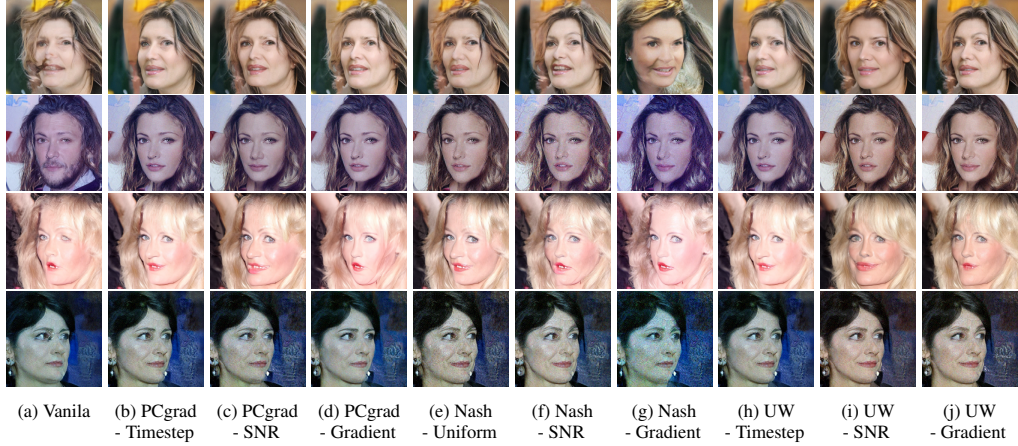 (a) Vanila
(b) PCgrad
- Timestep
(c) PCgrad
- SNR
(d) PCgrad
- Gradient
(e) Nash
- Uniform
(f) Nash
- SNR
(g) Nash
- Gradient
(h) UW
- Timestep
(i) UW
- SNR
(j) UW
- Gradient